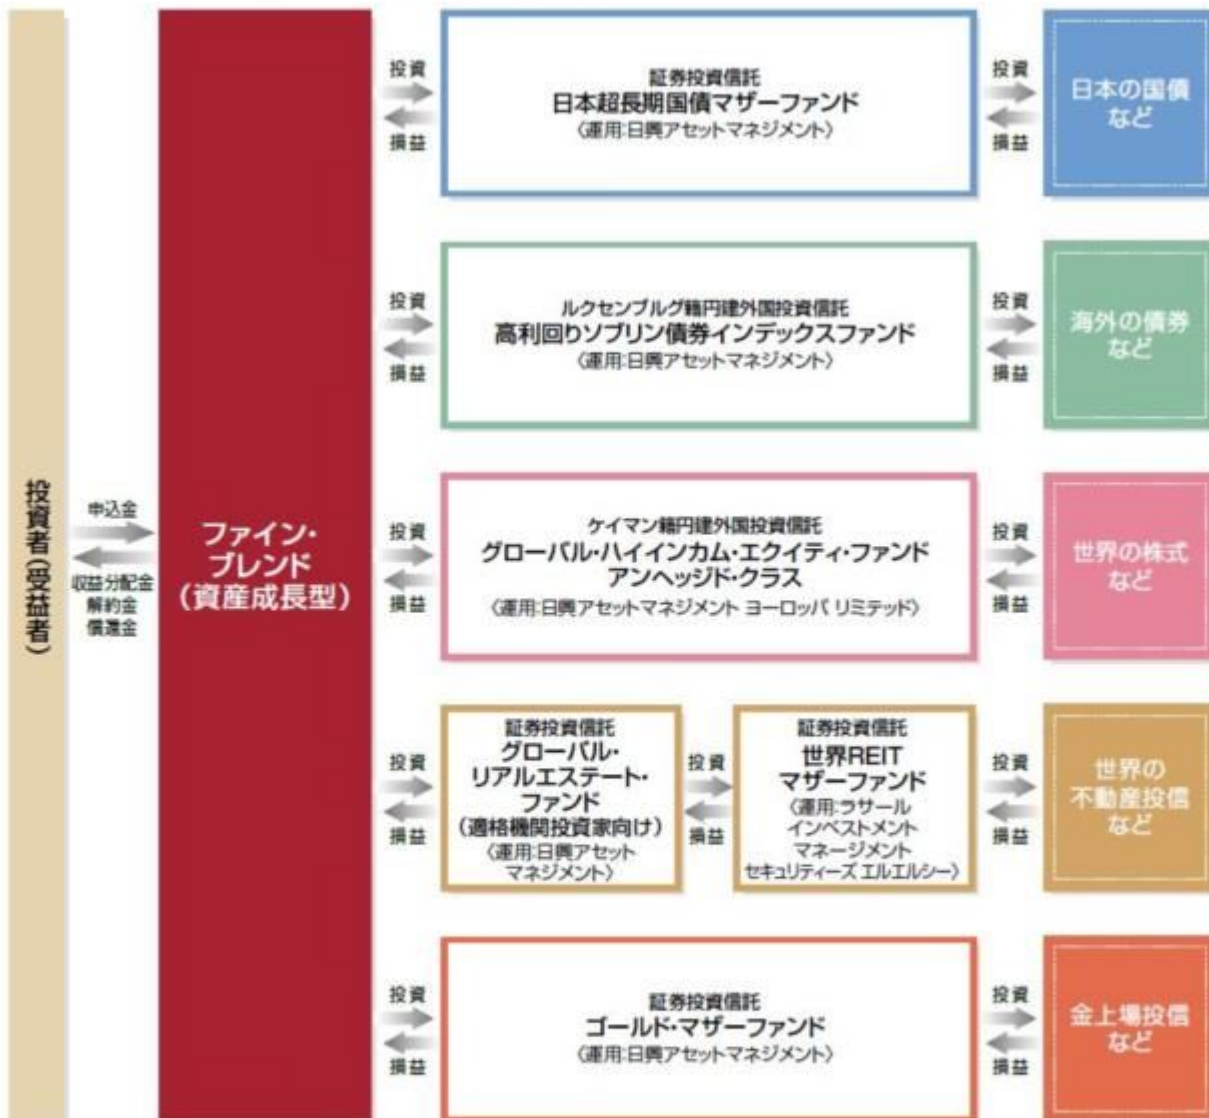 投資者(受益者)
申込金
収益分配金
解約金
償還金
ファイン・
ブレンド
(資産成長型)
投資
損益
証券投資信託
日本超長期国債マザーファンド
〈運用:日興アセットマネジメント〉
投資
損益
日本の国債
など
投資
損益
ルクセンブルグ籍円建外国投資信託
高利回りソブリン債券インデックスファンド
〈運用:日興アセットマネジメント〉
投資
損益
海外の債券
など
投資
損益
ケイマン籍円建外国投資信託
グローバル・ハイインカム・エクイティ・ファンド
アンヘッジド・クラス
〈運用:日興アセットマネジメント ヨーロッパ リミテッド〉
投資
損益
世界の株式
など
投資
損益
証券投資信託
グローバル・
リアルエステート・
ファンド
(適格機関投資家向け)
〈運用:日興アセット
マネジメント〉
投資
損益
証券投資信託
世界REIT
マザーファンド
〈運用:ラサール
インベストメント
マネージメント
セキュリティーズ エルエルシー〉
投資
損益
世界の
不動産投信
など
投資
損益
証券投資信託
ゴールド・マザーファンド
〈運用:日興アセットマネジメント〉
投資
損益
金上場投信
など